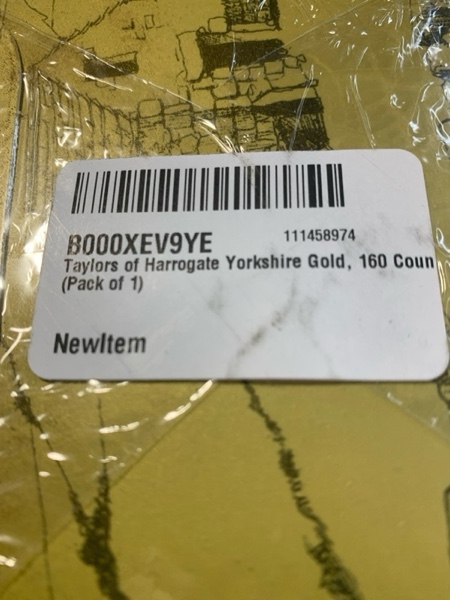 B000XEV9YE 111458974
Taylors of Harrogate Yorkshire Gold, 160 Coun
(Pack of 1)
NewItem